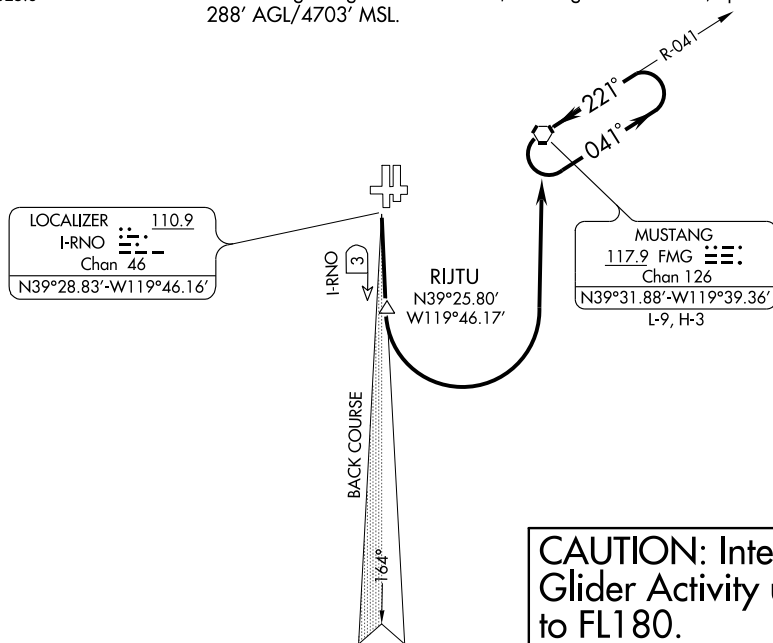 288' AGL/4703' MSL.
R-041
221°
041°
LOCALIZER 110.9
I-RNO
Chan 46
N39°28.83'-W119°46.16'
I-RNO
3
RIJTU
N39°25.80'
W119°46.17'
MUSTANG
117.9 FMG
Chan 126
N39°31.88'-W119°39.36'
L-9, H-3
BACK COURSE
164°
CAUTION: Inte
Glider Activity u
to FL180.